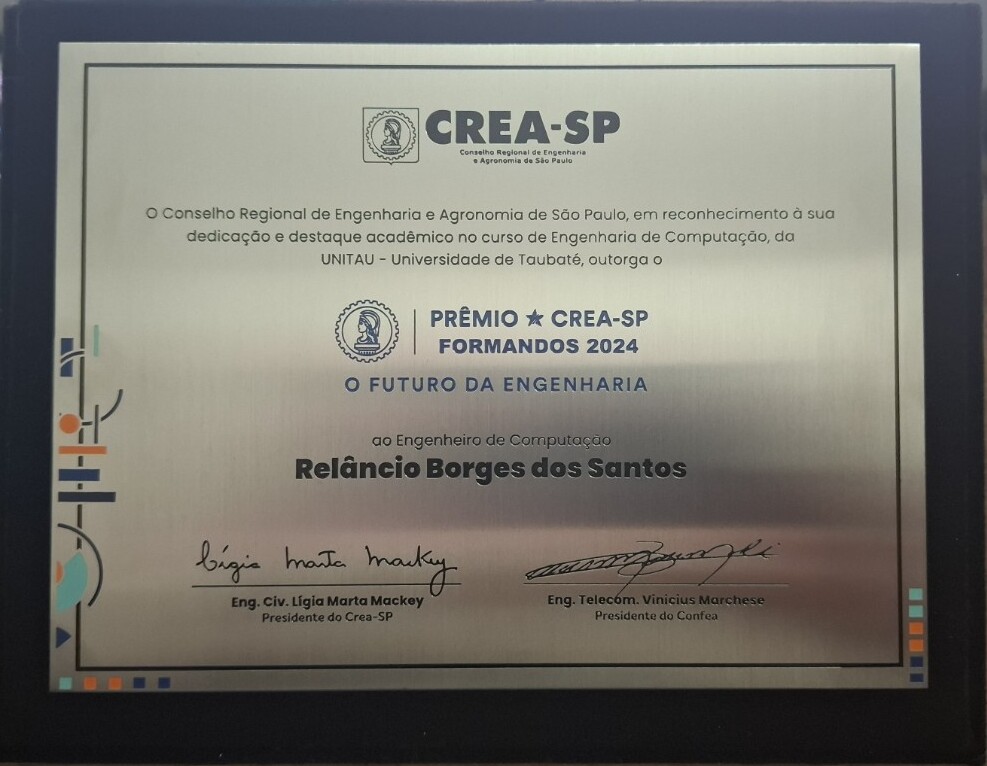 CREA-SP
Conselho Regional de Engenharia
e Agronomia de São Paulo
O Conselho Regional de Engenharia e Agronomia de São Paulo, em reconhecimento à sua
dedicação e destaque acadêmico no curso de Engenharia de Computação, da
UNITAU - Universidade de Taubaté, outorga o
PRÊMIO ★ CREA-SP
FORMANDOS 2024
O FUTURO DA ENGENHARIA
ao Engenheiro de Computação
Relâncio Borges dos Santos
Lígia Marta Mackey
Eng. Civ. Lígia Marta Mackey
Presidente do Crea-SP
Eng. Telecom. Vinicius Marchese
Presidente do Confea